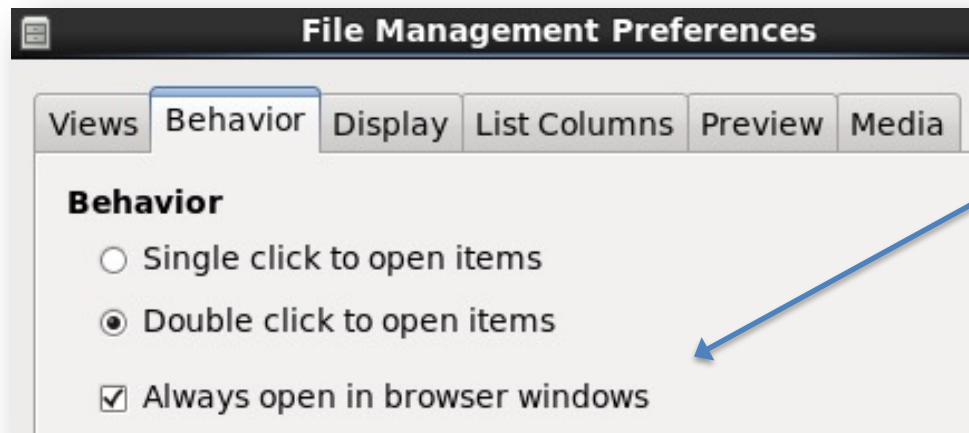 File Management Preferences
Views Behavior Display List Columns Preview Media
Behavior
Single click to open items
Double click to open items
Always open in browser windows